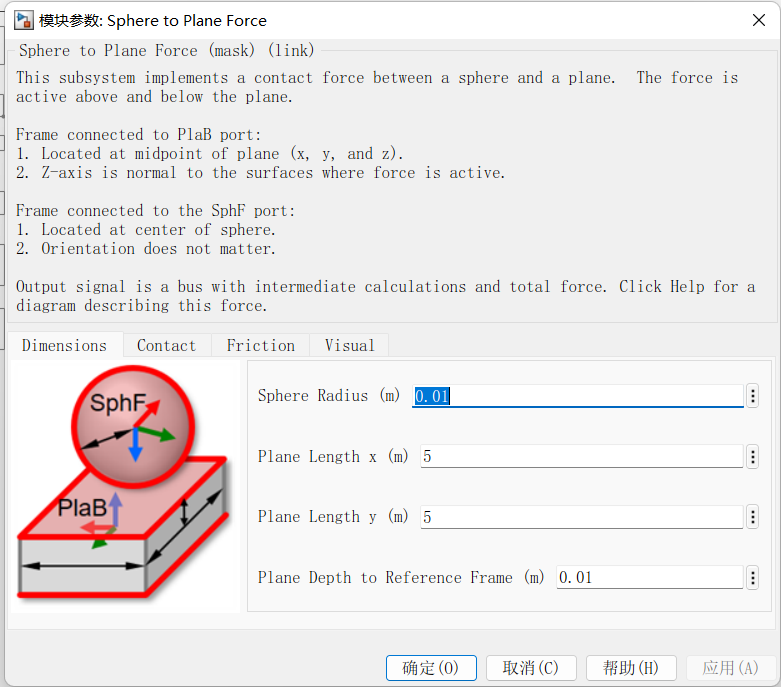 模块参数: Sphere to Plane Force
Sphere to Plane Force (mask) (link)
This subsystem implements a contact force between a sphere and a plane.  The force is
active above and below the plane.
Frame connected to PlaB port:
1. Located at midpoint of plane (x, y, and z).
2. Z-axis is normal to the surfaces where force is active.
Frame connected to the SphF port:
1. Located at center of sphere.
2. Orientation does not matter.
Output signal is a bus with intermediate calculations and total force. Click Help for a
diagram describing this force.
Dimensions Contact Friction Visual
SphF
PlaB
Sphere Radius (m) 0.01
Plane Length x (m) 5
Plane Length y (m) 5
Plane Depth to Reference Frame (m) 0.01
确定(O) 取消(C) 帮助(H) 应用(A)